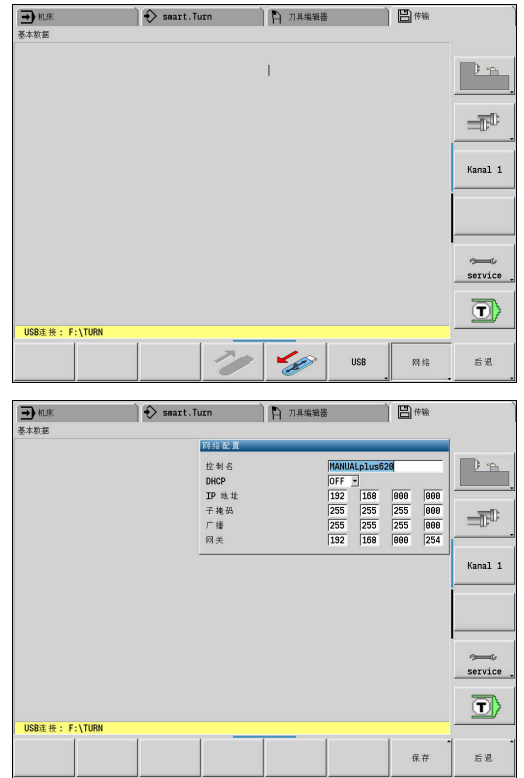 机床 smart.Turn 刀具编辑器 传输
基本数据
Kanal 1
service
T
USB连接: F:\TURN
USB 网络 后退
机床 smart.Turn 刀具编辑器 传输
基本数据
网络配置
控制名 MANUALplus620
DHCP OFF
IP 地址 192 168 000 000
子掩码 255 255 255 000
广播 255 255 255 000
网关 192 168 000 254
Kanal 1
service
T
USB连接: F:\TURN
保存 后退